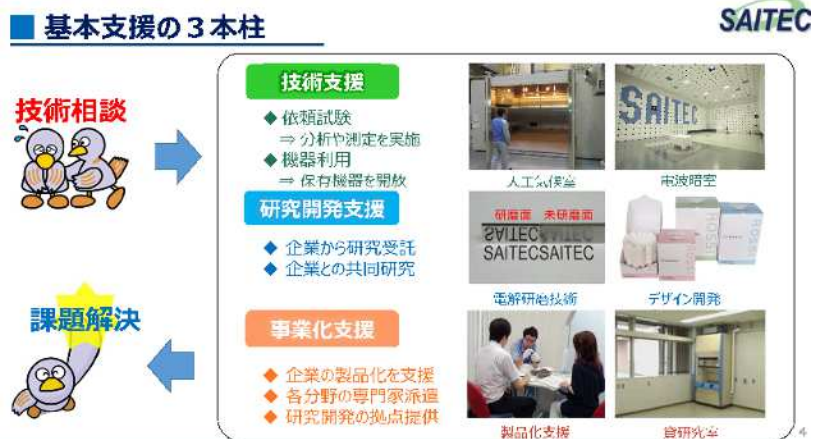 ■ 基本支援の３本柱
SAITEC
技術相談
課題解決
技術支援
◆ 依頼試験
⇒ 分析や測定を実施
◆ 機器利用
⇒ 保有機器を開放
人工気候室
SAITEC
電波暗室
研究開発支援
◆ 企業から研究受託
◆ 企業との共同研究
研磨面 未研磨面
SAITECSAITEC
SAITECSAITEC
電解研磨技術
デザイン開発
事業化支援
◆ 企業の製品化を支援
◆ 各分野の専門家派遣
◆ 研究開発の拠点提供
製品化支援
貸研究室
4